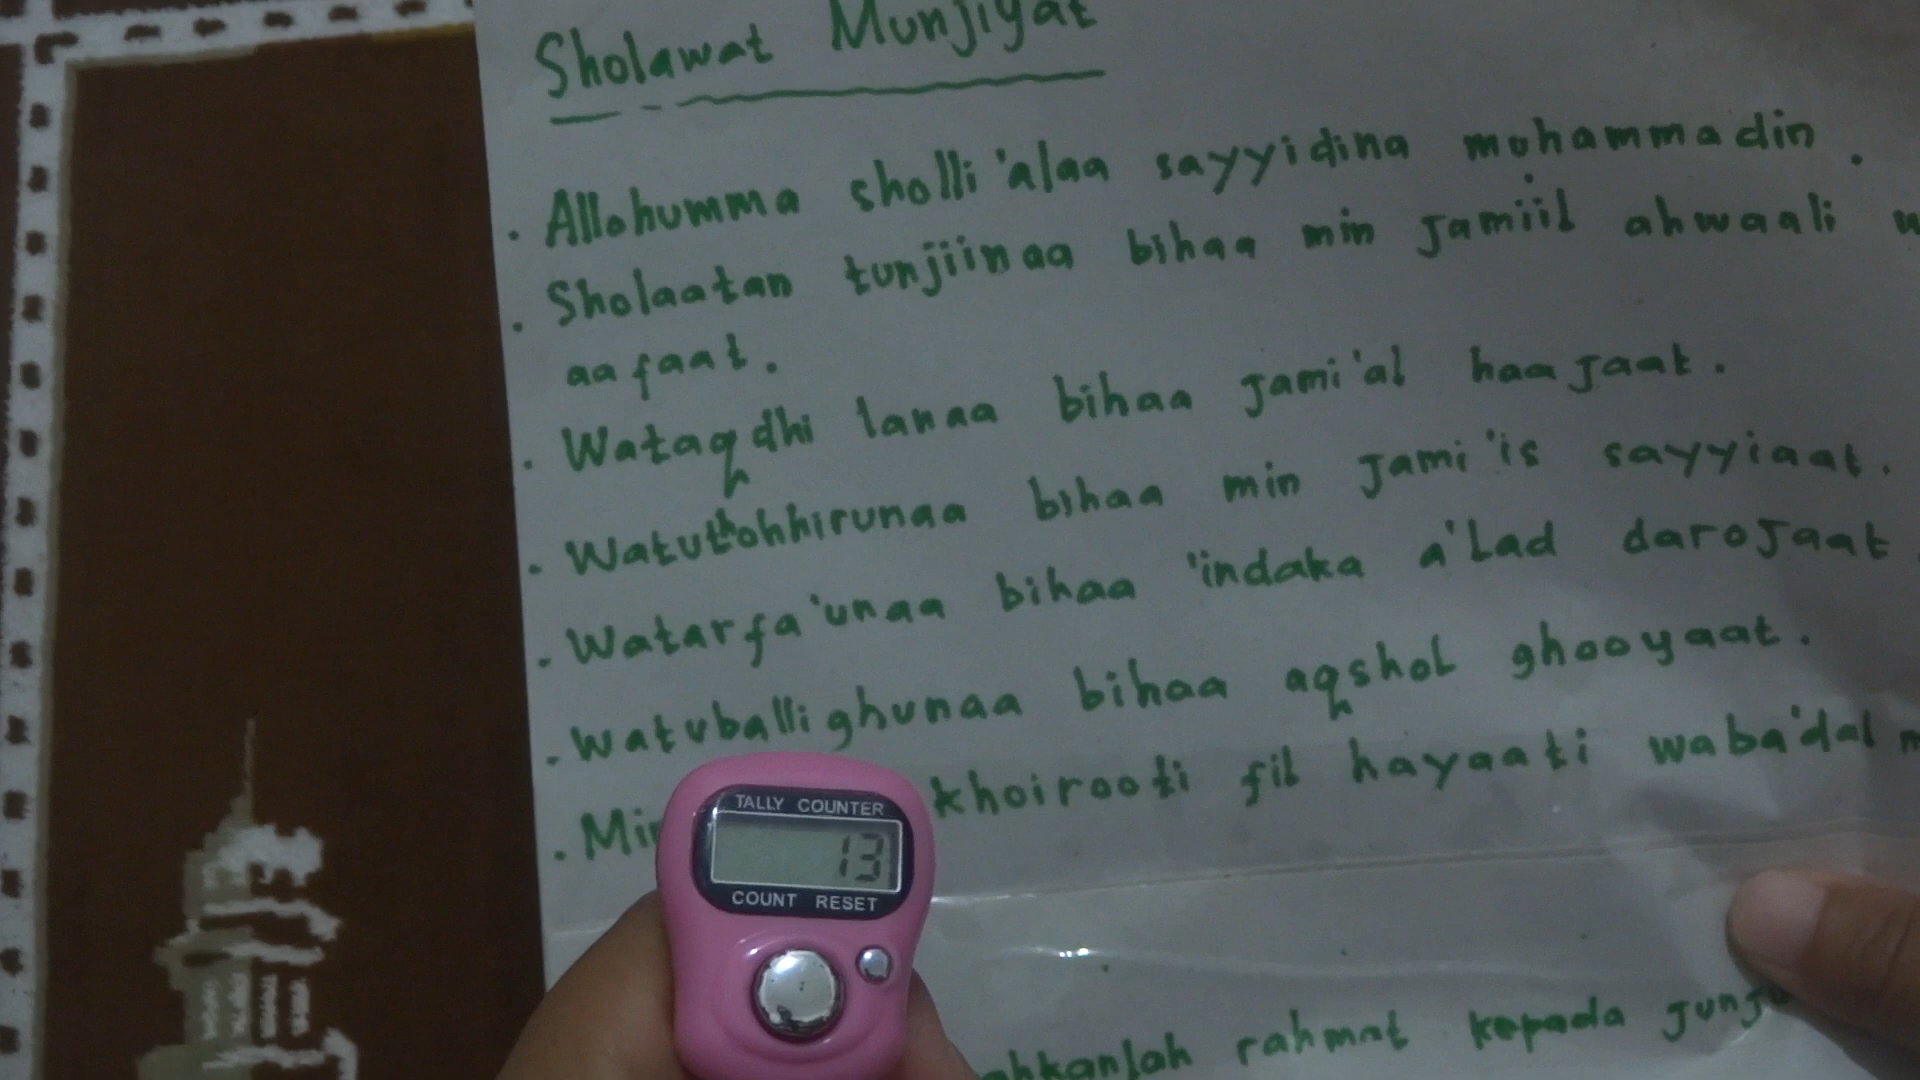 Sholawat Munjiyat
. Allohumma sholli 'alaa sayyidina muhammadin.
. Sholaatan tunjiinaa bihaa min Jamiil ahwaali
aafaat.
. Wataqdhi lanaa bihaa Jami'al haaJaat.
. Watuthohhirunaa bihaa min Jami'is sayyiaat.
. Watarfa'unaa bihaa 'indaka a'Lad daroJaat.
. Watuballighunaa bihaa aqshol ghooyaat.
. khoirooti fil hayaati waba'dal
TALLY COUNTER
13
COUNT RESET
rahmat kepada